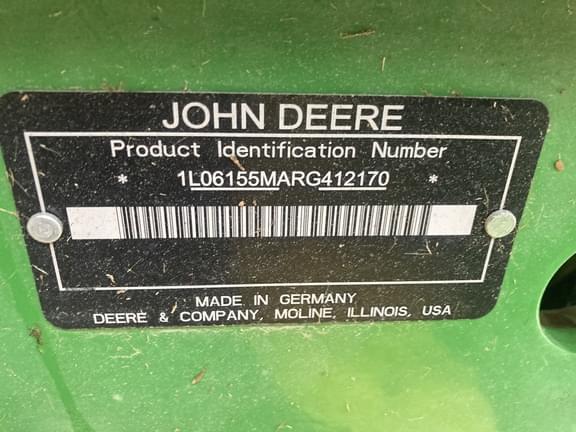 JOHN DEERE
Product Identification Number
* 1L06155MARG412170 *
MADE IN GERMANY
DEERE & COMPANY, MOLINE, ILLINOIS, USA